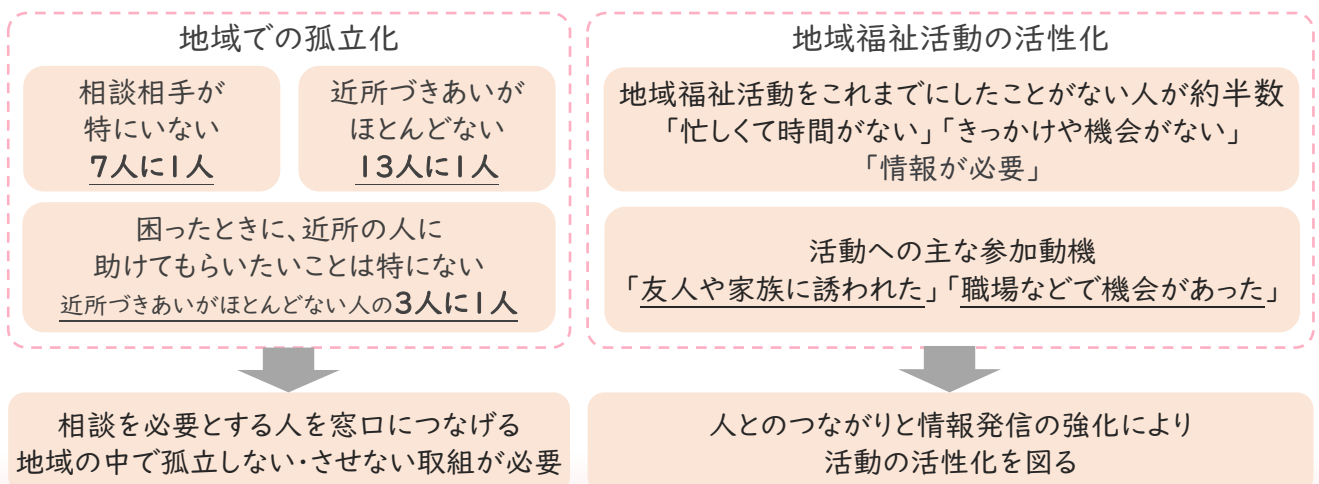 地域での孤立化
相談相手が
特にいない
7人に1人
近所づきあいが
ほとんどない
13人に1人
困ったときに、近所の人に
助けてもらいたいことは特にない
近所づきあいがほとんどない人の3人に1人
相談を必要とする人を窓口につなげる
地域の中で孤立しない・させない取組が必要
地域福祉活動の活性化
地域福祉活動をこれまでにしたことがない人が約半数
「忙しくて時間がない」「きっかけや機会がない」
「情報が必要」
活動への主な参加動機
「友人や家族に誘われた」「職場などで機会があった」
人とのつながりと情報発信の強化により
活動の活性化を図る